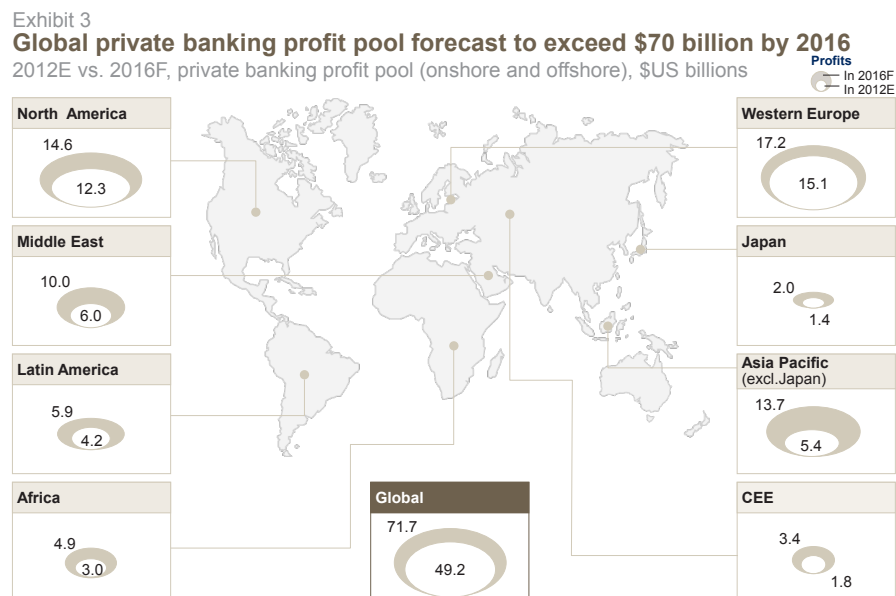 Exhibit 3
Global private banking profit pool forecast to exceed $70 billion by 2016
2012E vs. 2016F, private banking profit pool (onshore and offshore), $US billions
Profits
In 2016F
In 2012E
North America
14.6
12.3
Western Europe
17.2
15.1
Middle East
10.0
6.0
Japan
2.0
1.4
Latin America
5.9
4.2
Asia Pacific
(excl.Japan)
13.7
5.4
Africa
4.9
3.0
Global
71.7
49.2
CEE
3.4
1.8